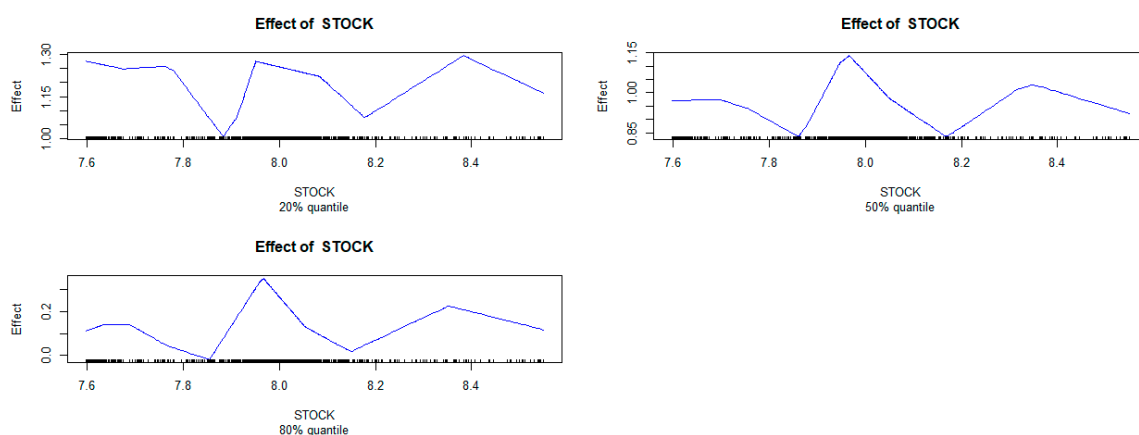 Effect of STOCK
Effect
1.00 1.15 1.30
7.6 7.8 8.0 8.2 8.4
STOCK
20% quantile
Effect of STOCK
Effect
0.85 1.00 1.15
7.6 7.8 8.0 8.2 8.4
STOCK
50% quantile
Effect of STOCK
Effect
0.0 0.2
7.6 7.8 8.0 8.2 8.4
STOCK
80% quantile